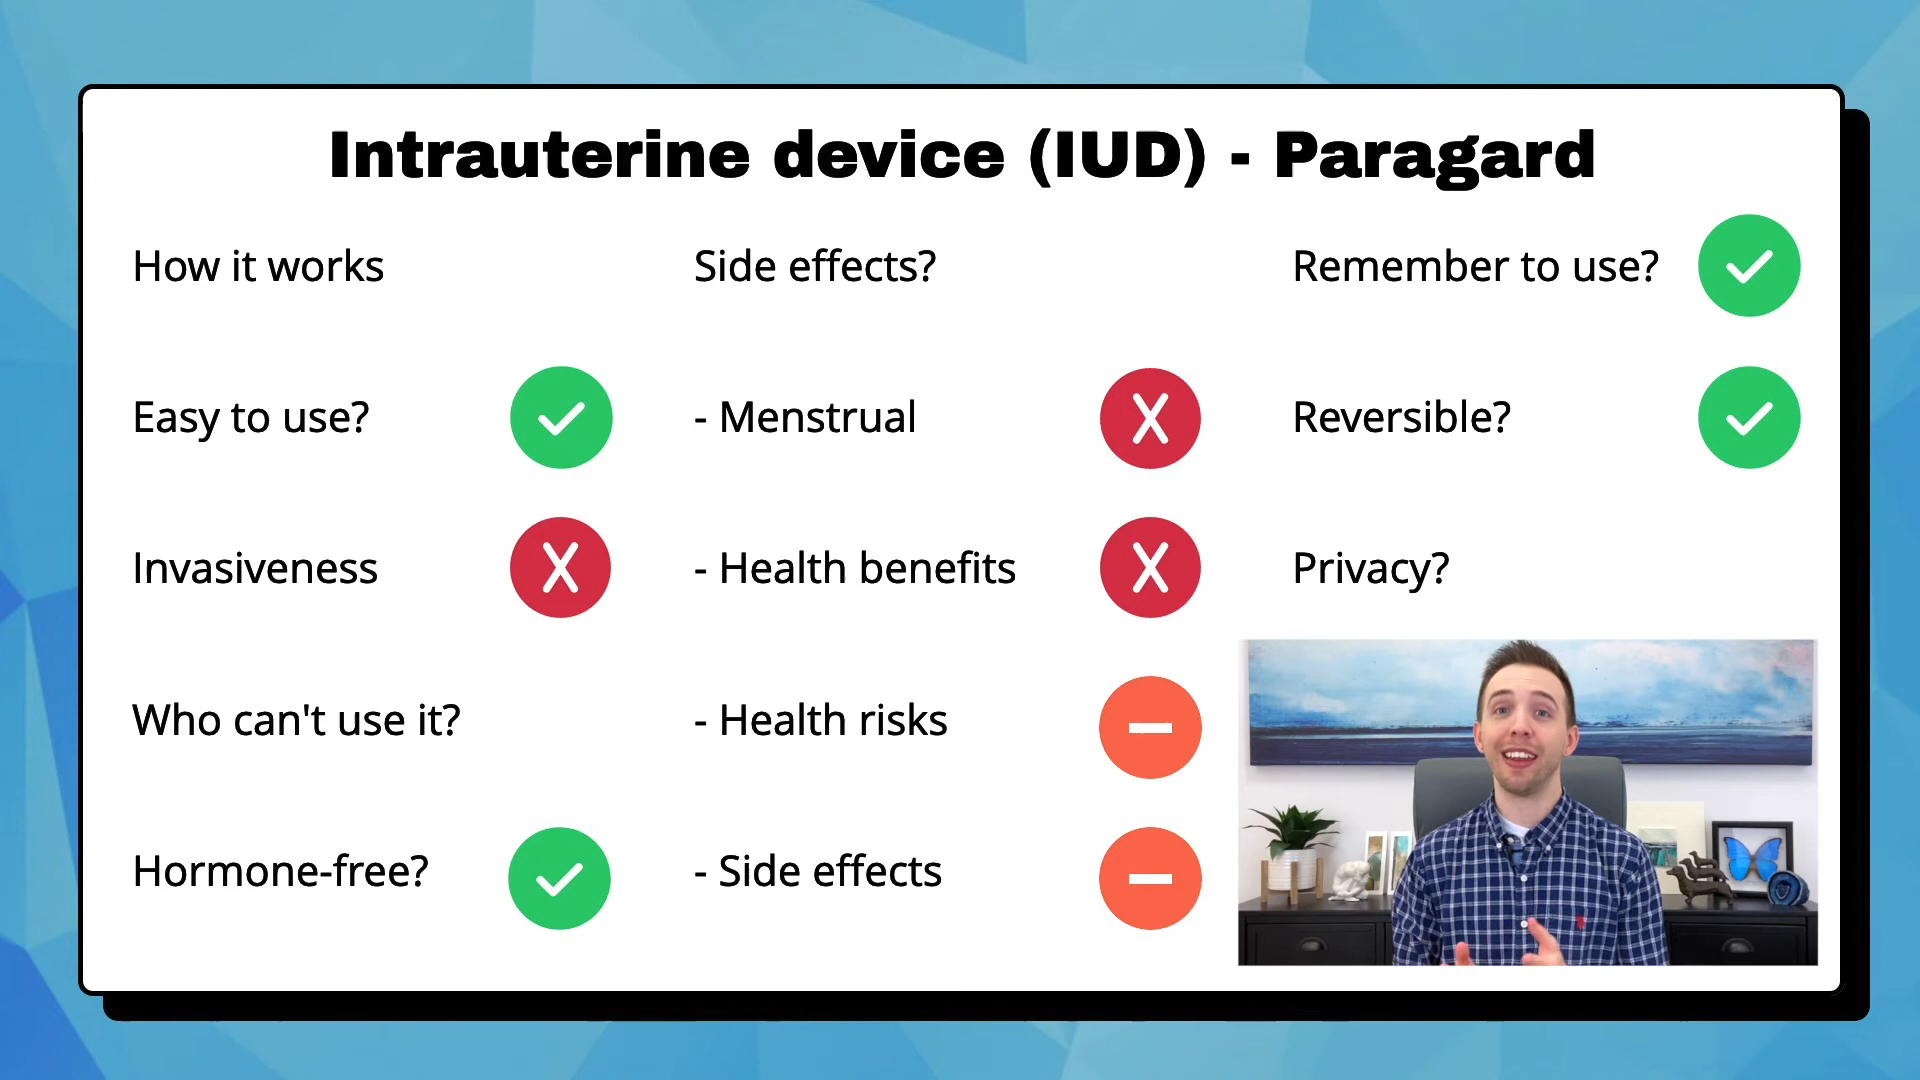 Intrauterine device (IUD) - Paragard
How it works
Easy to use?
Invasiveness
Who can't use it?
Hormone-free?
Side effects?
- Menstrual
- Health benefits
- Health risks
- Side effects
Remember to use?
Reversible?
Privacy?